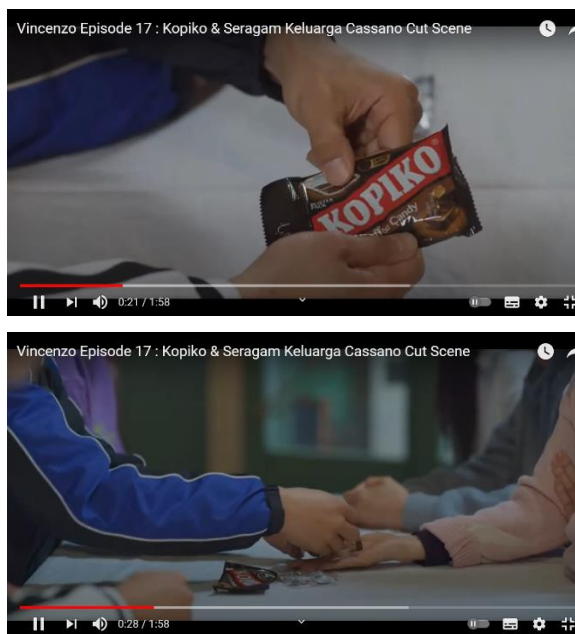 Vincenzo Episode 17 : Kopiko & Seragam Keluarga Cassano Cut Scene
KOPIKO
Candy
0:21 / 1:58
Vincenzo Episode 17 : Kopiko & Seragam Keluarga Cassano Cut Scene
0:28 / 1:58